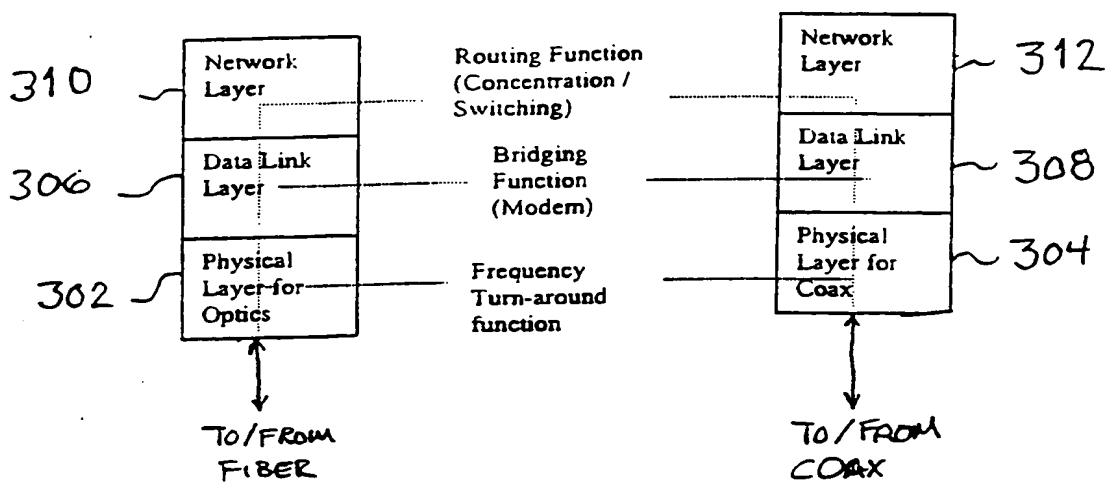 310
Network
Layer
306
Data Link
Layer
302
Physical
Layer for
Optics
TO/FROM
FIBER
Routing Function
(Concentration /
Switching)
Bridging
Function
(Modem)
Frequency
Turn-around
function
Network
Layer
312
Data Link
Layer
308
Physical
Layer for
Coax
304
TO/FROM
COAX